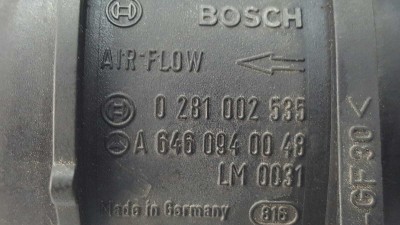 BOSCH
AIR-FLOW
0 281 002 535
A 646 094 00 48
LM 0031
Made in Germany 815
-GF30<